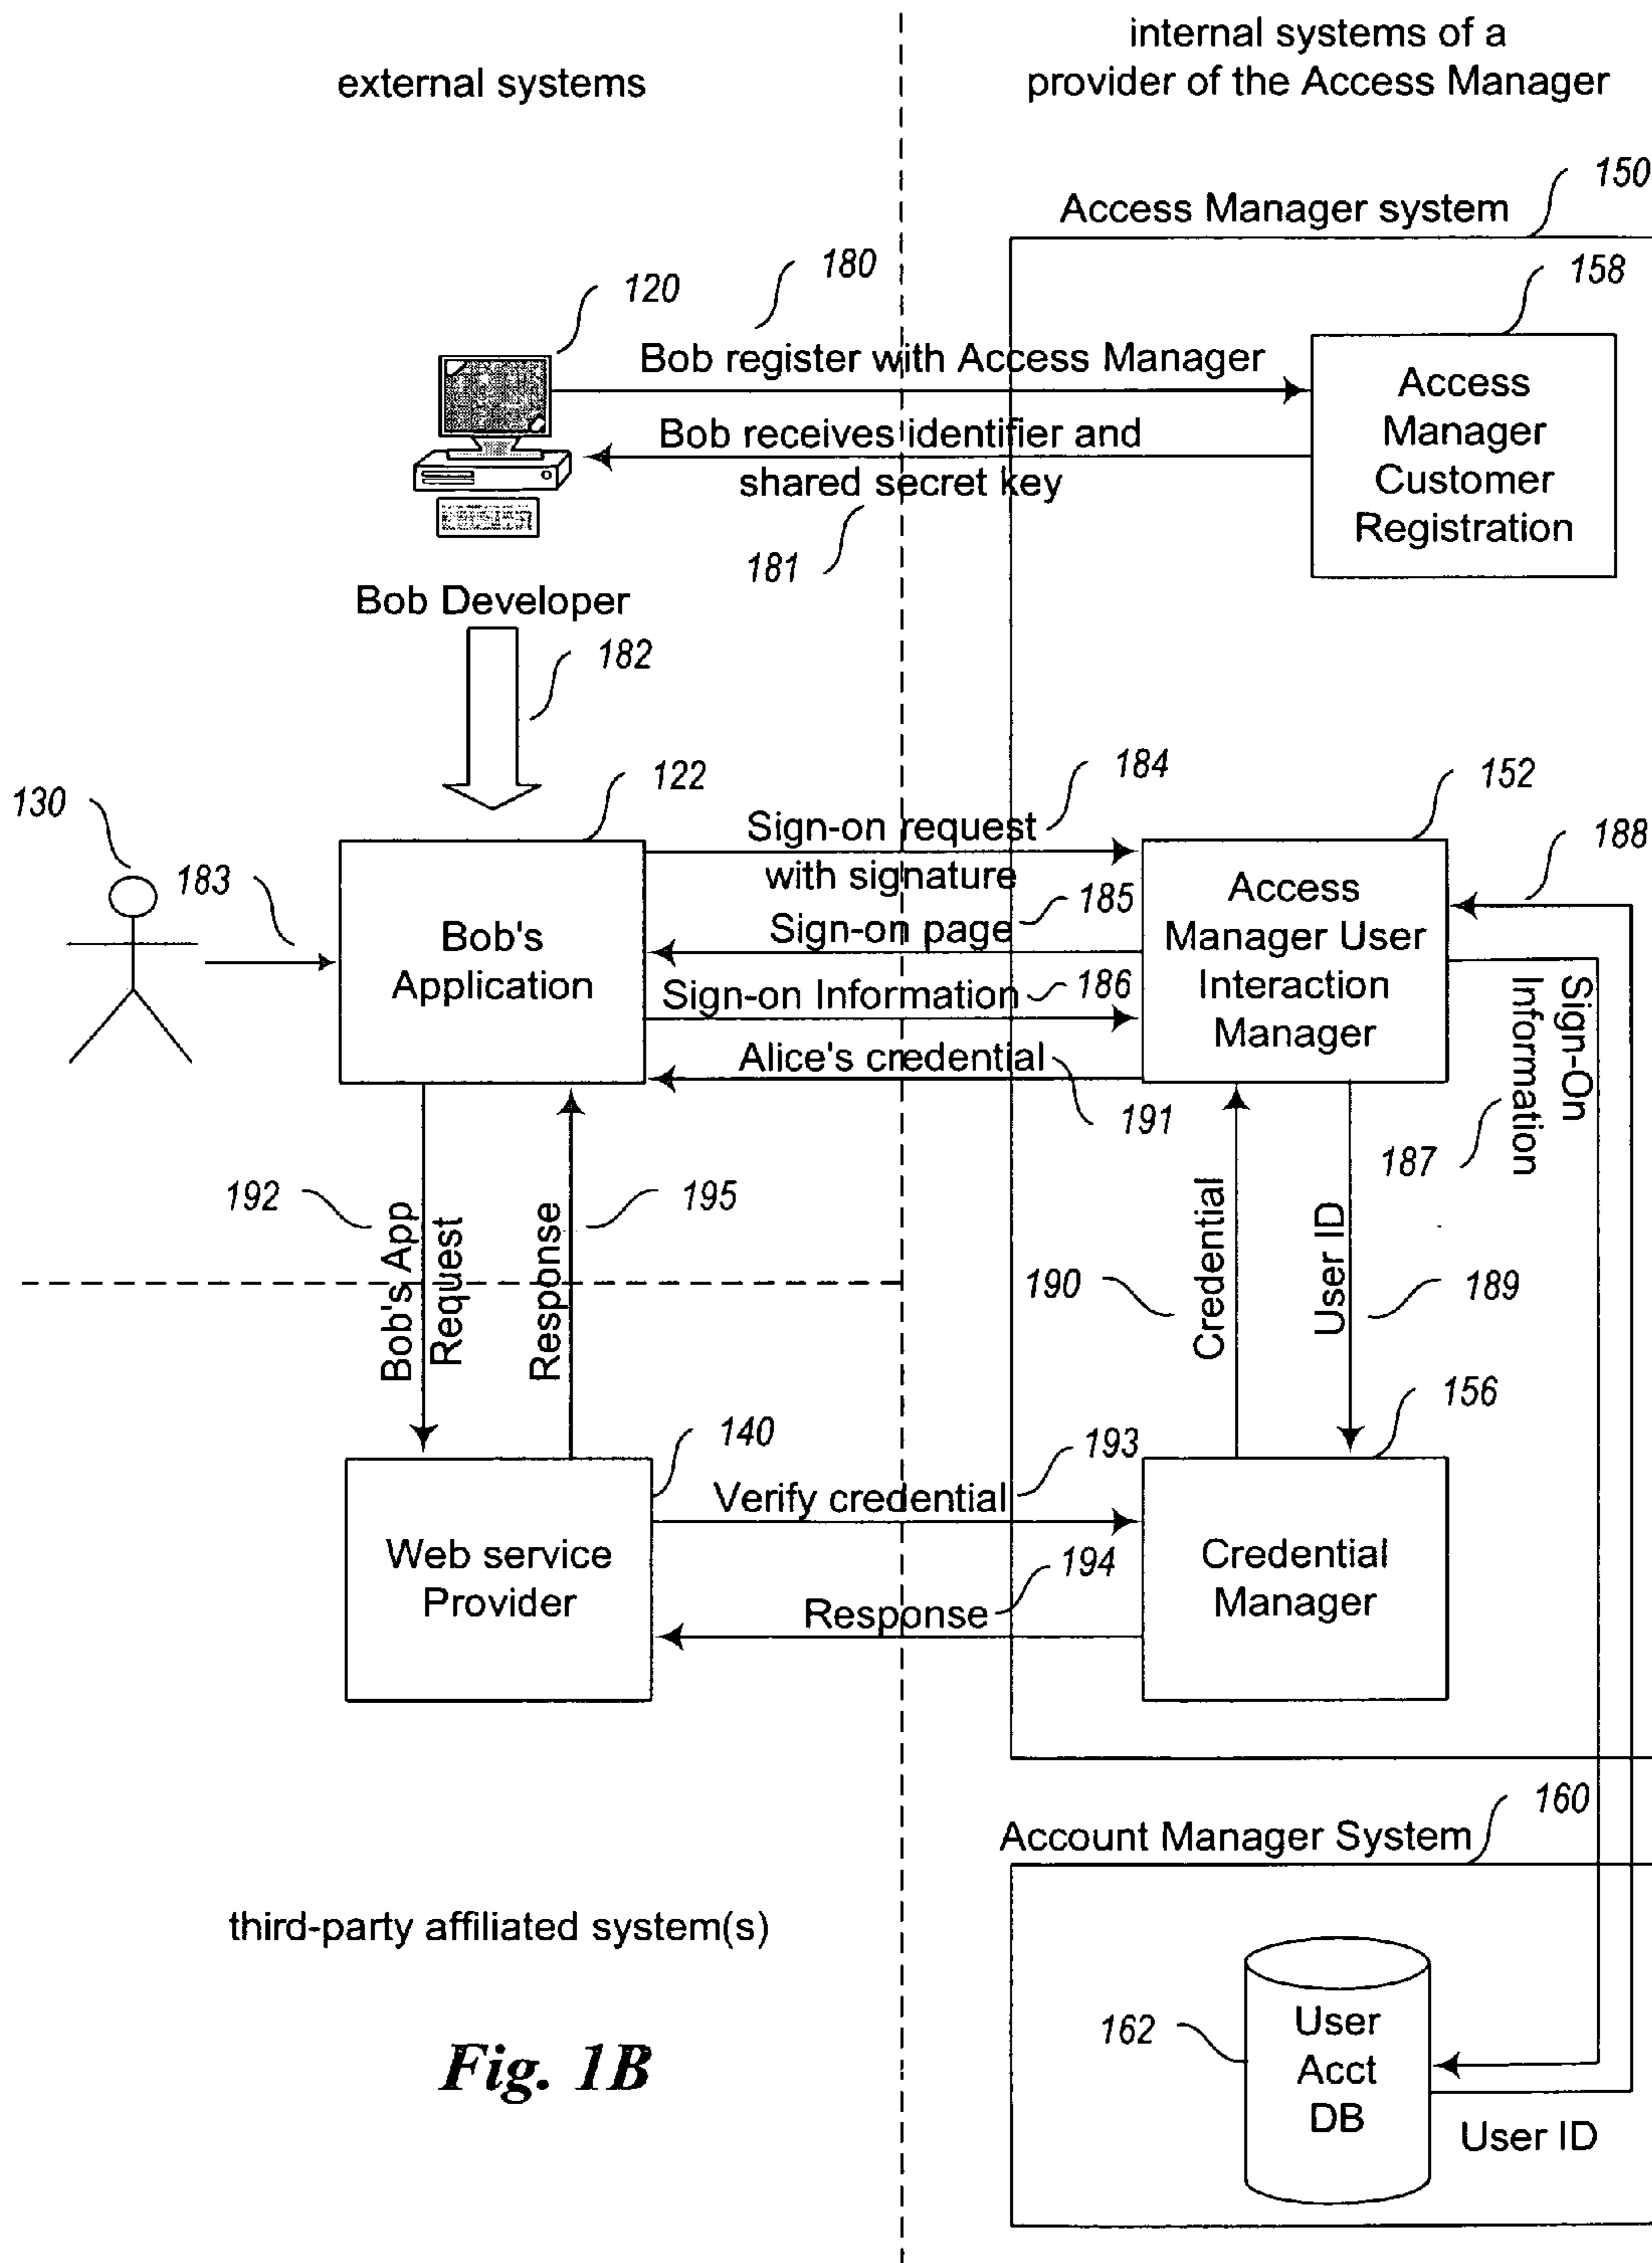 external systems
internal systems of a
provider of the Access Manager
150
Access Manager system
180
158
120
Bob register with Access Manager
Access
Manager
Customer
Registration
Bob receives identifier and
shared secret key
181
Bob Developer
182
122
184
152
130
188
Sign-on request
with signature
183
185
Sign-on page
Bob's
Application
Access
Manager User
Interaction
Manager
Sign-on Information
186
Sign-On
Information
Alice's credential
191
187
192
195
Bob's App
Request
Response
Credential
User ID
190
189
156
140
193
Verify credential
Web service
Provider
Credential
Manager
194
Response
160
Account Manager System
third-party affiliated system(s)
162
User
Acct
DB
User ID
Fig. 1B